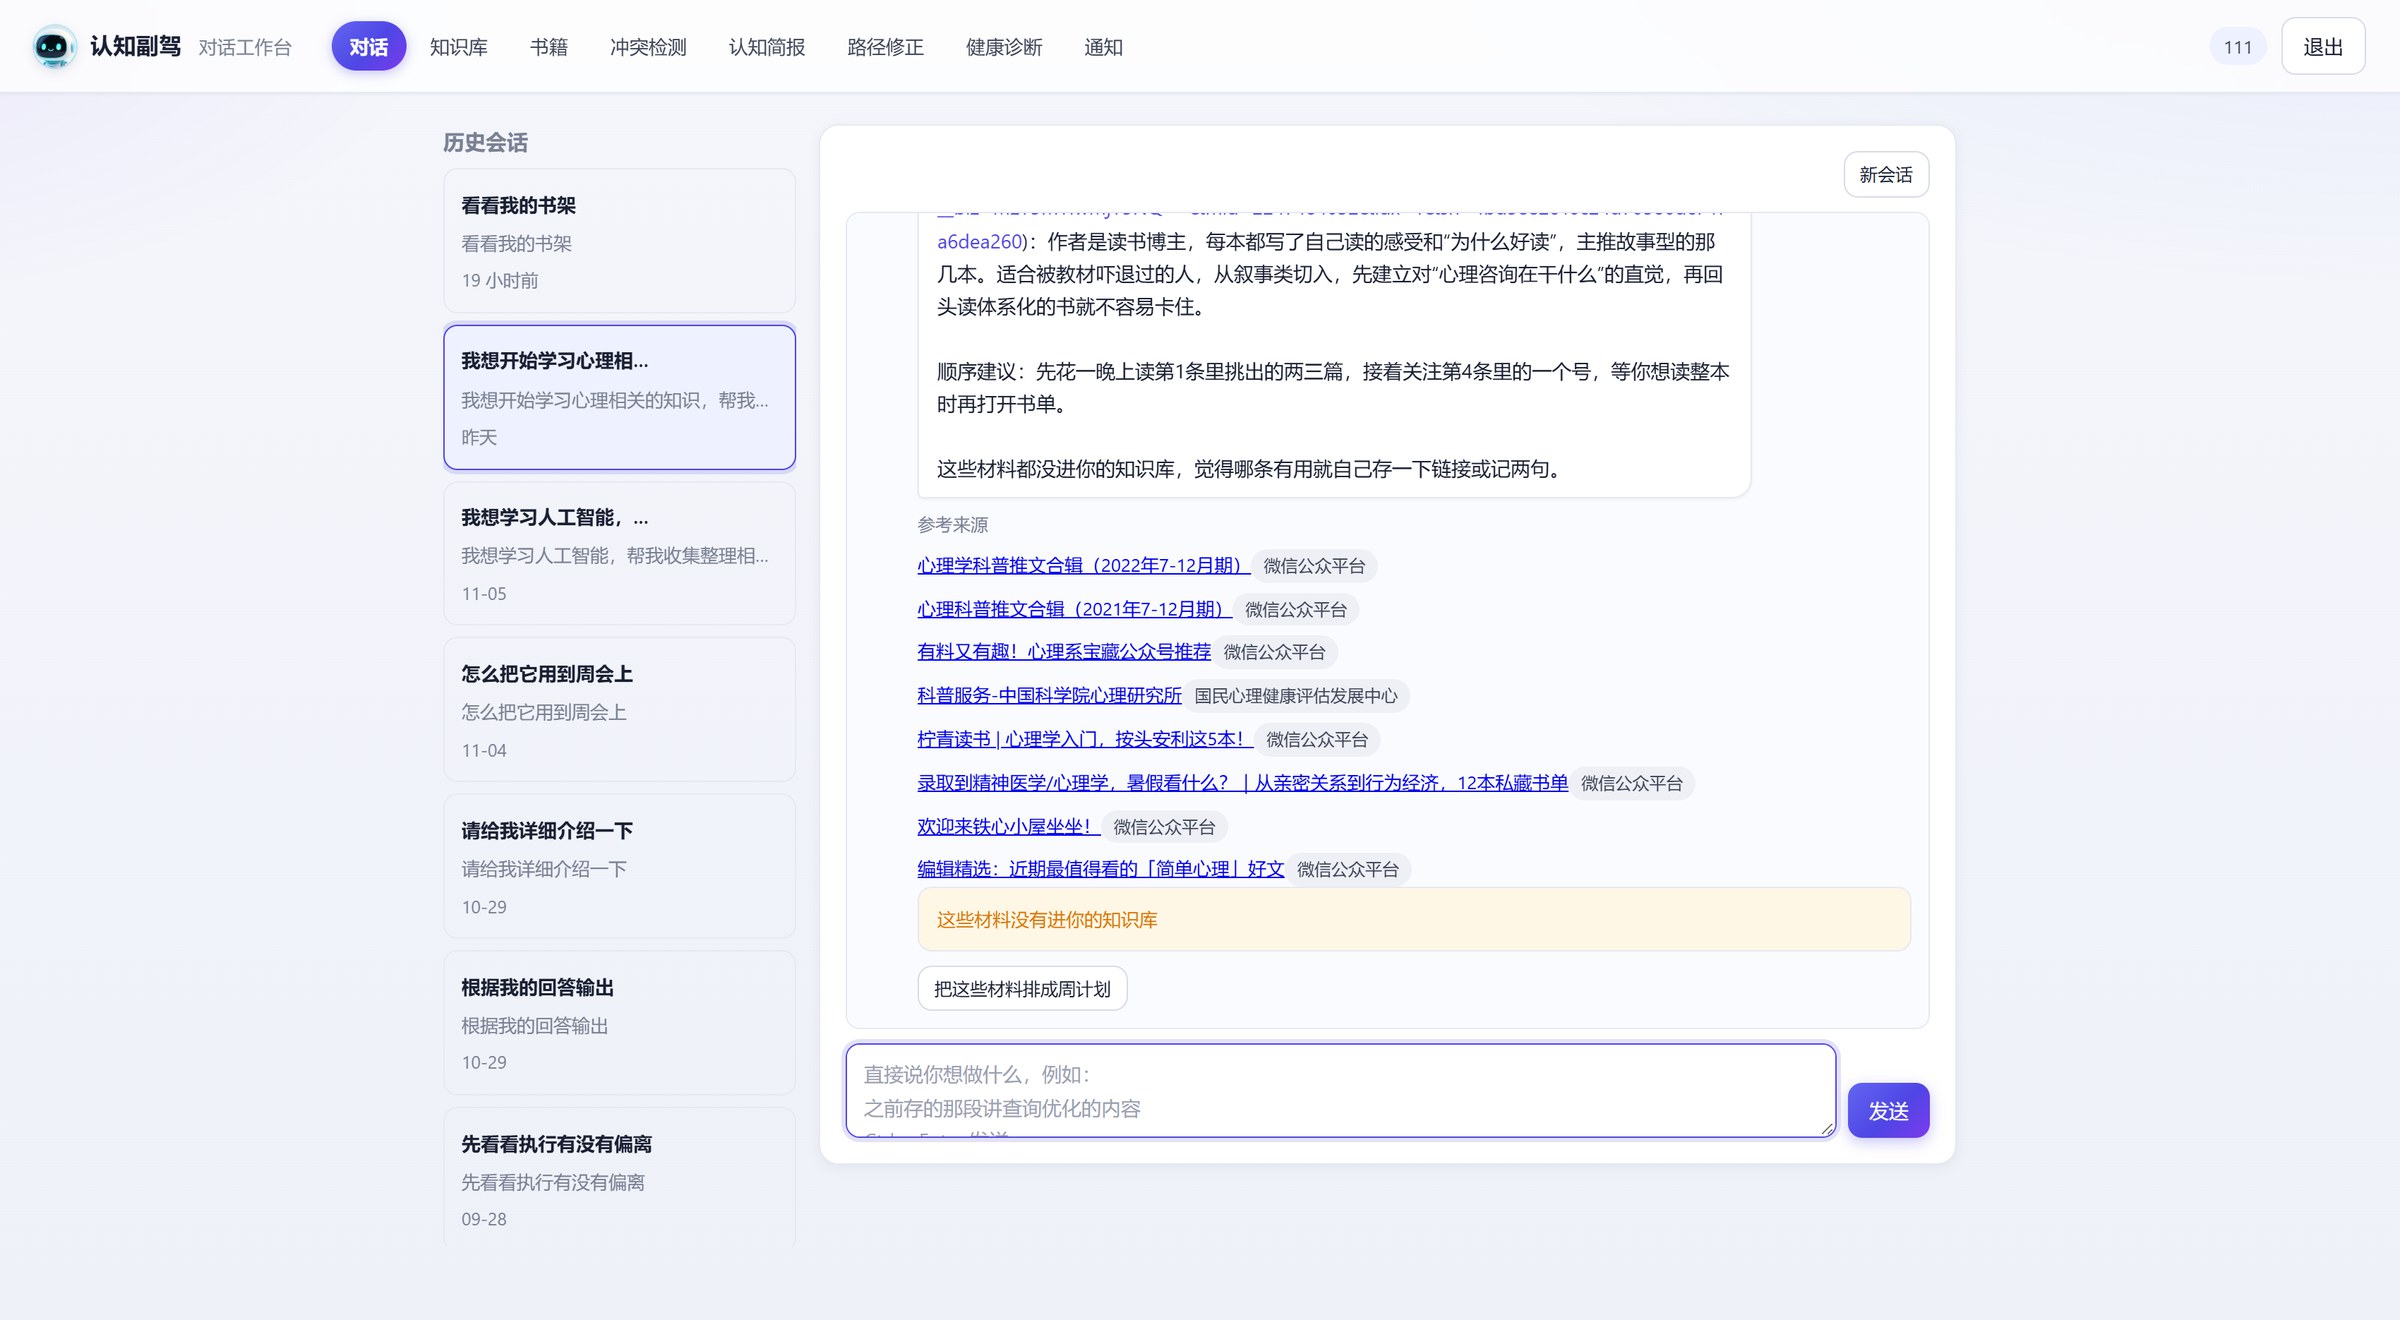 认知副驾 对话工作台 对话 知识库 书籍 冲突检测 认知简报 路径修正 健康诊断 通知 111 退出
历史会话
看看我的书架
看看我的书架
19 小时前
我想开始学习心理相...
我想开始学习心理相关的知识，帮我...
昨天
我想学习人工智能，...
我想学习人工智能，帮我收集整理相...
11-05
怎么把它用到周会上
怎么把它用到周会上
11-04
请给我详细介绍一下
请给我详细介绍一下
10-29
根据我的回答输出
根据我的回答输出
10-29
先看看执行有没有偏离
先看看执行有没有偏离
09-28
新会话
a6dea260)：作者是读书博主，每本都写了自己读的感受和“为什么好读”，主推故事型的那
几本。适合被教材吓退过的人，从叙事类切入，先建立对“心理咨询在干什么”的直觉，再回
头读体系化的书就不容易卡住。
顺序建议：先花一晚上读第1条里挑出的两三篇，接着关注第4条里的一个号，等你想读整本
时再打开书单。
这些材料都没进你的知识库，觉得哪条有用就自己存一下链接或记两句。
参考来源
心理学科普推文合辑（2022年7-12月期） 微信公众平台
心理科普推文合辑（2021年7-12月期） 微信公众平台
有料又有趣！心理系宝藏公众号推荐 微信公众平台
科普服务-中国科学院心理研究所 国民心理健康评估发展中心
柠青读书 | 心理学入门，按头安利这5本！ 微信公众平台
录取到精神医学/心理学，暑假看什么？｜从亲密关系到行为经济，12本私藏书单 微信公众平台
欢迎来铁心小屋坐坐！ 微信公众平台
编辑精选：近期最值得看的「简单心理」好文 微信公众平台
这些材料没有进你的知识库
把这些材料排成周计划
直接说你想做什么，例如：
之前存的那段讲查询优化的内容
发送